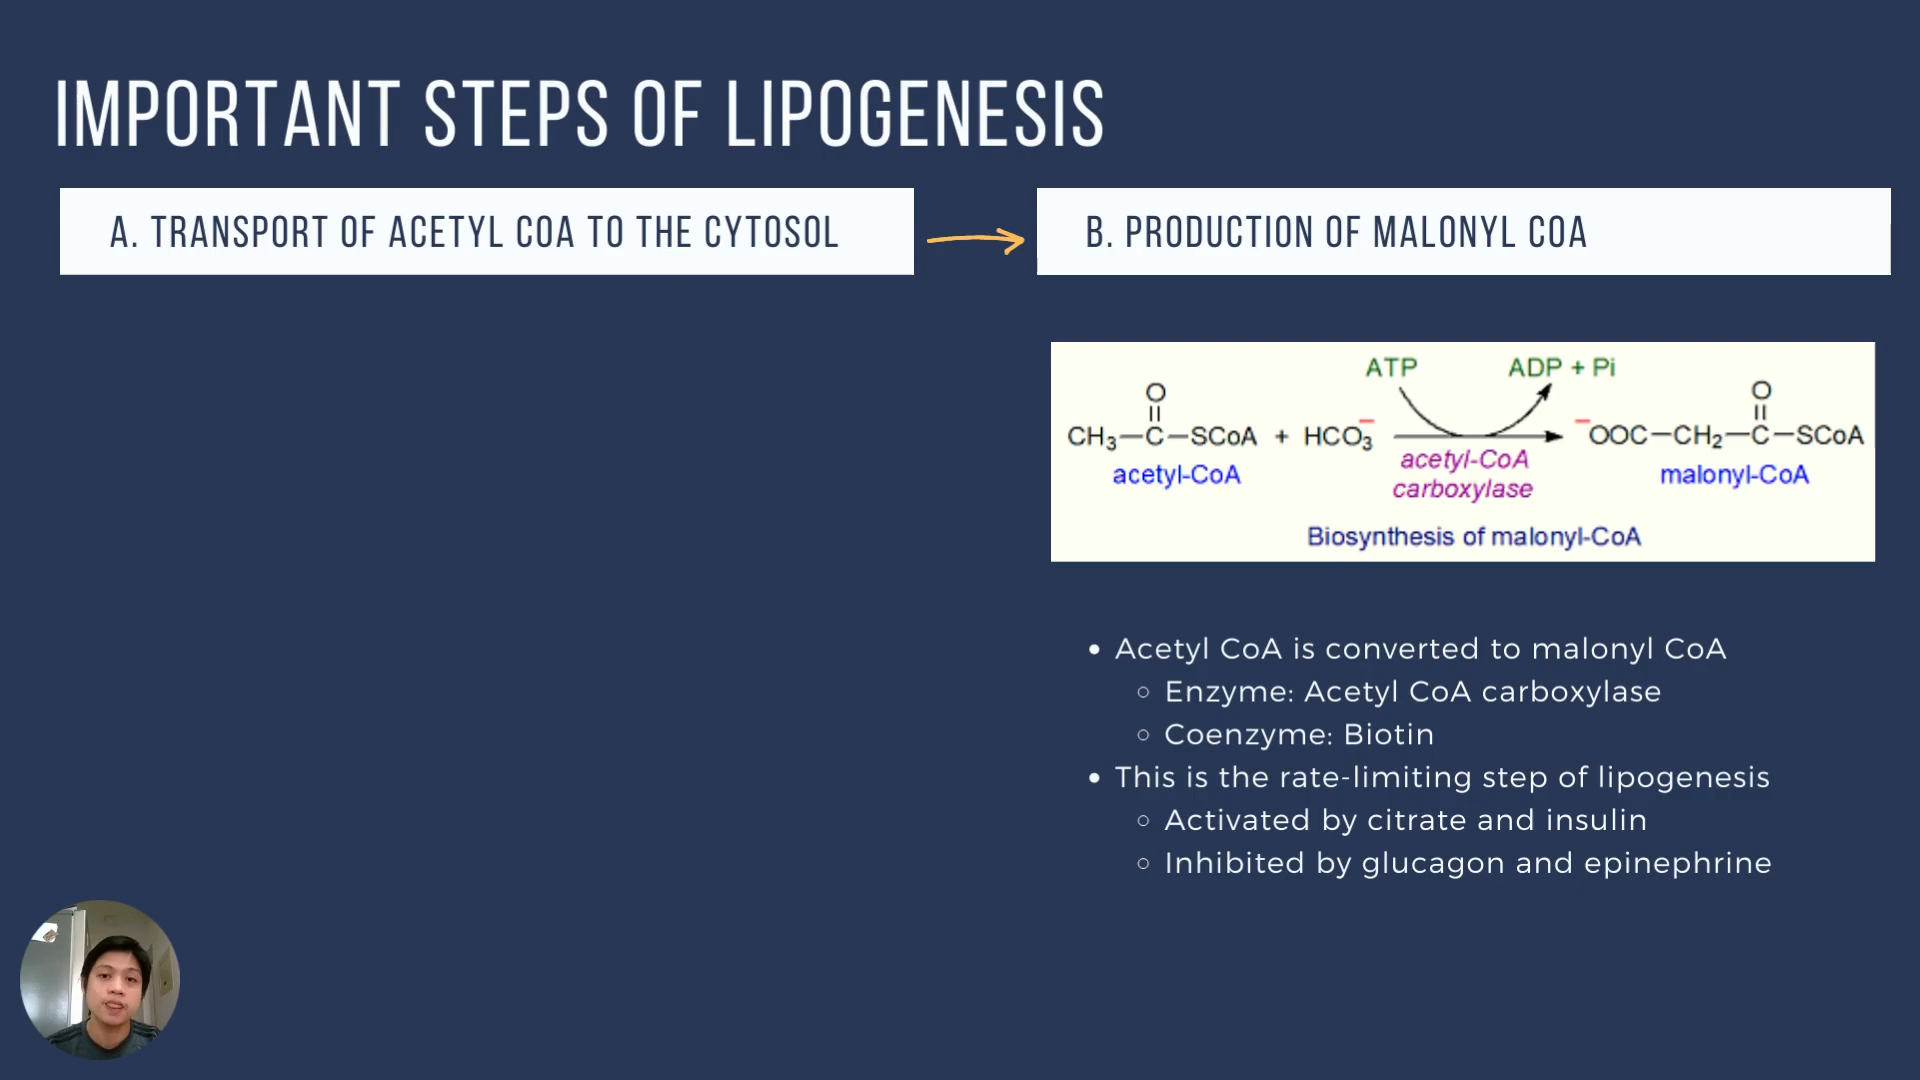 IMPORTANT STEPS OF LIPOGENESIS
A. TRANSPORT OF ACETYL COA TO THE CYTOSOL
B. PRODUCTION OF MALONYL COA
ATP ADP + Pi
O O
CH₃—C—SCoA + HCO₃⁻ ⁻OOC—CH₂—C—SCoA
acetyl-CoA acetyl-CoA malonyl-CoA
carboxylase
Biosynthesis of malonyl-CoA
• Acetyl CoA is converted to malonyl CoA
○ Enzyme: Acetyl CoA carboxylase
○ Coenzyme: Biotin
• This is the rate-limiting step of lipogenesis
○ Activated by citrate and insulin
○ Inhibited by glucagon and epinephrine